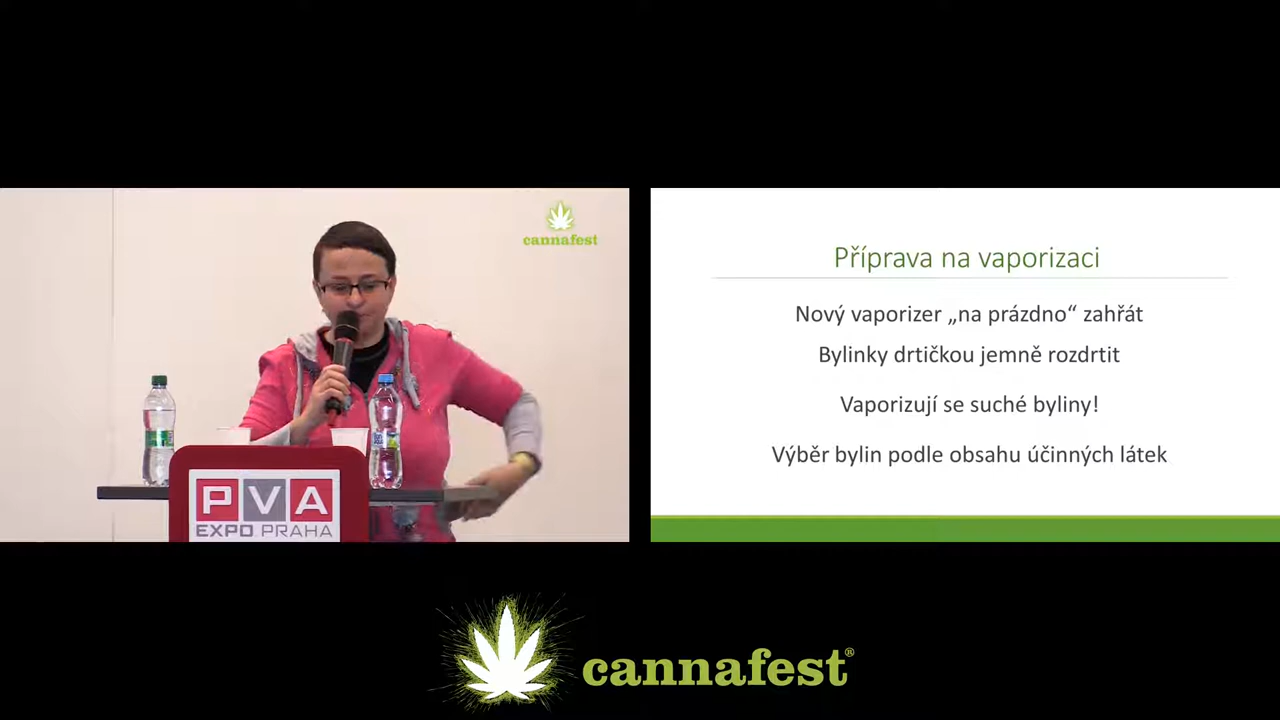 cannafest
PVA
EXPO PRAHA
Příprava na vaporizaci
Nový vaporizer „na prázdno“ zahřát
Bylinky drtičkou jemně rozdrtit
Vaporizují se suché byliny!
Výběr bylin podle obsahu účinných látek
cannafest®